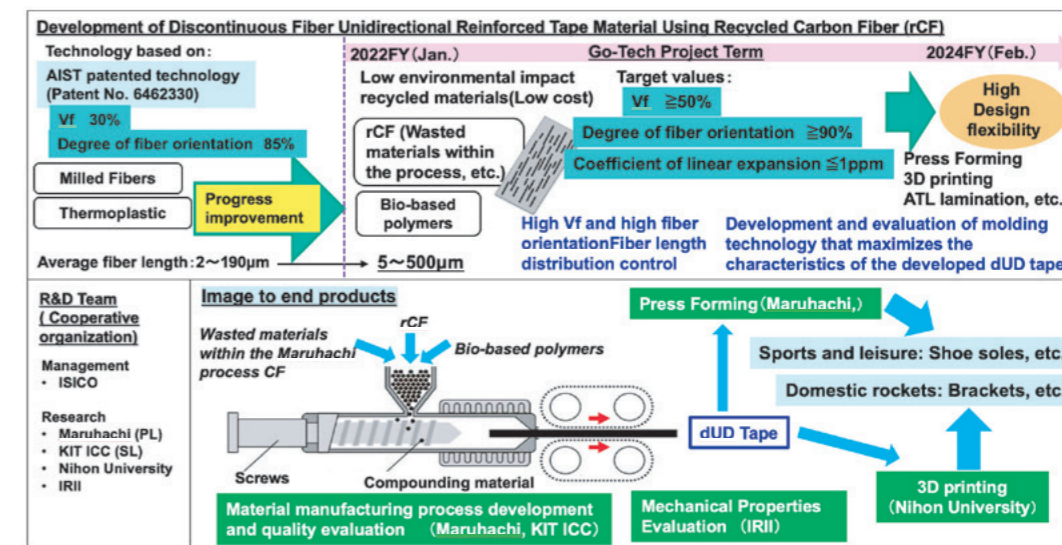 Development of Discontinuous Fiber Unidirectional Reinforced Tape Material Using Recycled Carbon Fiber (rCF)
Technology based on:
AIST patented technology
(Patent No. 6462330)
Vf 30%
Degree of fiber orientation 85%
Milled Fibers
Thermoplastic
Progress
improvement
Average fiber length:2～190μm
5～500μm
2022FY(Jan.)
Go-Tech Project Term
2024FY(Feb.)
Low environmental impact
recycled materials(Low cost)
rCF (Wasted
materials within
the process, etc.)
Bio-based
polymers
Target values:
Vf ≧50%
Degree of fiber orientation ≧90%
Coefficient of linear expansion ≦1ppm
High Vf and high fiber
orientationFiber length
distribution control
Development and evaluation of molding
technology that maximizes the
characteristics of the developed dUD tape
High
Design
flexibility
Press Forming
3D printing
ATL lamination, etc.
R&D Team
( Cooperative
organization)
Management
• ISICO
Research
• Maruhachi (PL)
• KIT ICC (SL)
• Nihon University
• IRII
Image to end products
Wasted materials
within the Maruhachi
process CF
rCF
Bio-based polymers
Screws
Compounding material
Material manufacturing process development
and quality evaluation (Maruhachi, KIT ICC)
Mechanical Properties
Evaluation (IRII)
dUD Tape
Press Forming(Maruhachi,)
Sports and leisure: Shoe soles, etc.
Domestic rockets: Brackets, etc
3D printing
(Nihon University)